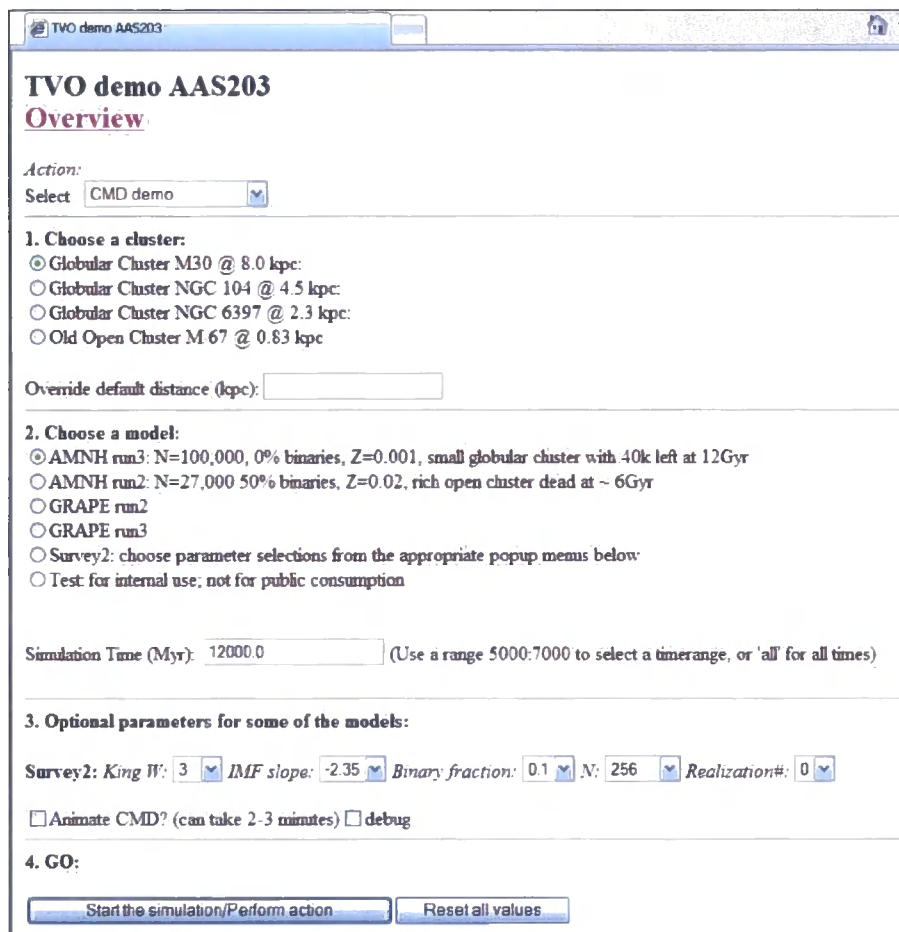 TVO demo AAS203
TVO demo AAS203
Overview
Action:
Select CMD demo
1. Choose a cluster:
Globular Cluster M30 @ 8.0 kpc:
Globular Cluster NGC 104 @ 4.5 kpc:
Globular Cluster NGC 6397 @ 2.3 kpc:
Old Open Cluster M 67 @ 0.83 kpc
Override default distance (kpc):
2. Choose a model:
AMNH run3: N=100,000, 0% binaries, Z=0.001, small globular cluster with 40k left at 12Gyr
AMNH run2: N=27,000 50% binaries, Z=0.02, rich open cluster dead at ~ 6Gyr
GRAPE run2
GRAPE run3
Survey2: choose parameter selections from the appropriate popup menus below
Test: for internal use; not for public consumption
Simulation Time (Myr): 12000.0 (Use a range 5000:7000 to select a timerange, or 'all' for all times)
3. Optional parameters for some of the models:
Survey2: King W: 3 IMF slope: -2.35 Binary fraction: 0.1 N: 256 Realization#: 0
Animate CMD? (can take 2-3 minutes) debug
4. GO:
Start the simulation/Perform action Reset all values